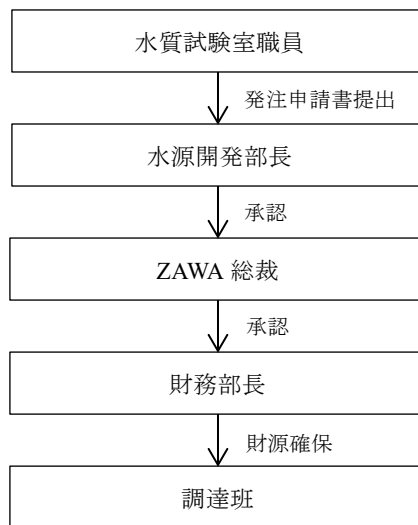 水質試験室職員
発注申請書提出
水源開発部長
承認
ZAWA 総裁
承認
財務部長
財源確保
調達班